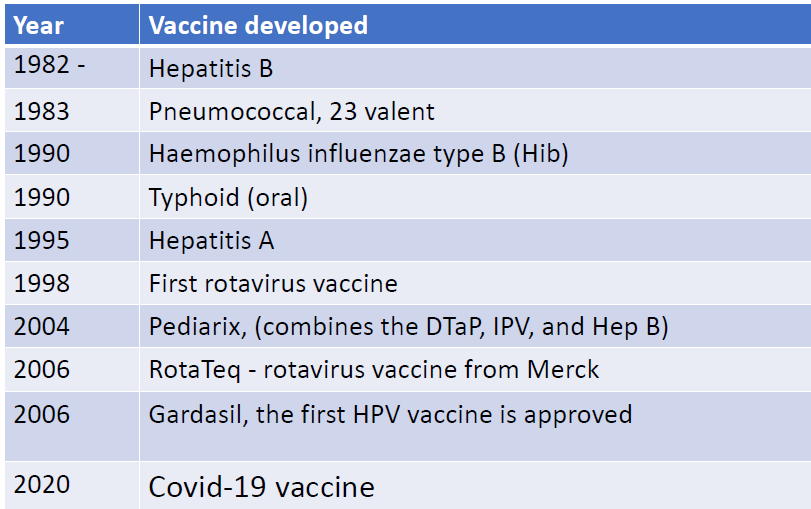 Year Vaccine developed
1982 - Hepatitis B
1983 Pneumococcal, 23 valent
1990 Haemophilus influenzae type B (Hib)
1990 Typhoid (oral)
1995 Hepatitis A
1998 First rotavirus vaccine
2004 Pediarix, (combines the DTaP, IPV, and Hep B)
2006 RotaTeq - rotavirus vaccine from Merck
2006 Gardasil, the first HPV vaccine is approved
2020 Covid-19 vaccine